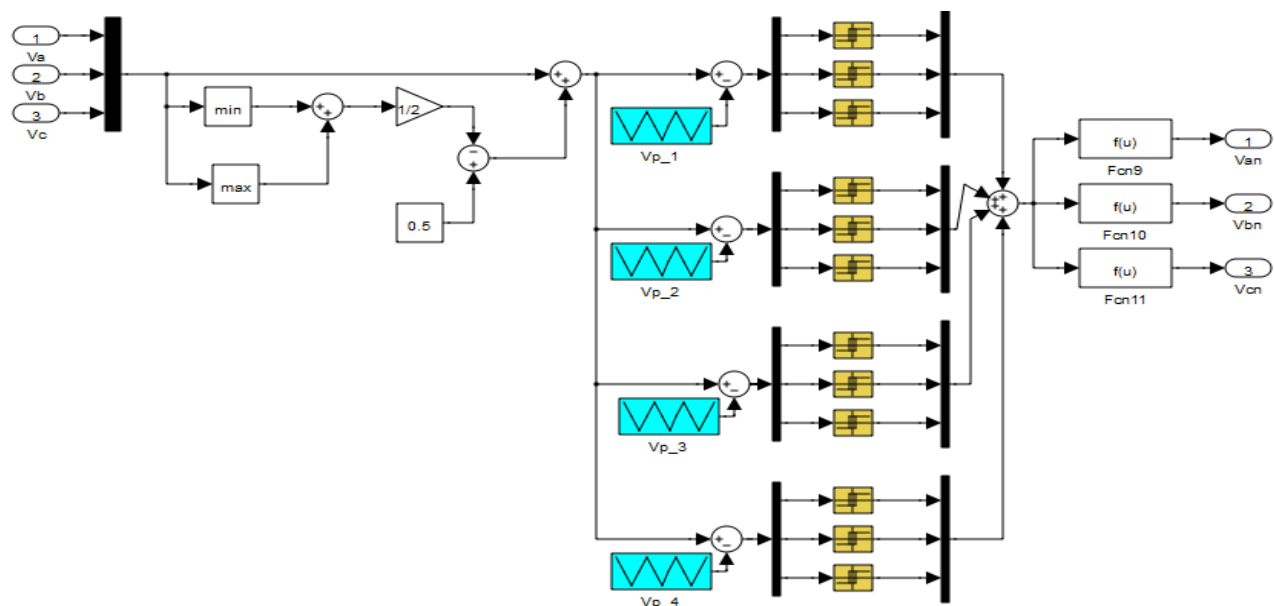 1
Va
2
Vb
3
Vc
min
max
1/2
0.5
Vp_1
Vp_2
Vp_3
Vp_4
f(u)
Fcn9
f(u)
Fcn10
f(u)
Fcn11
1
Van
2
Vbn
3
Vcn